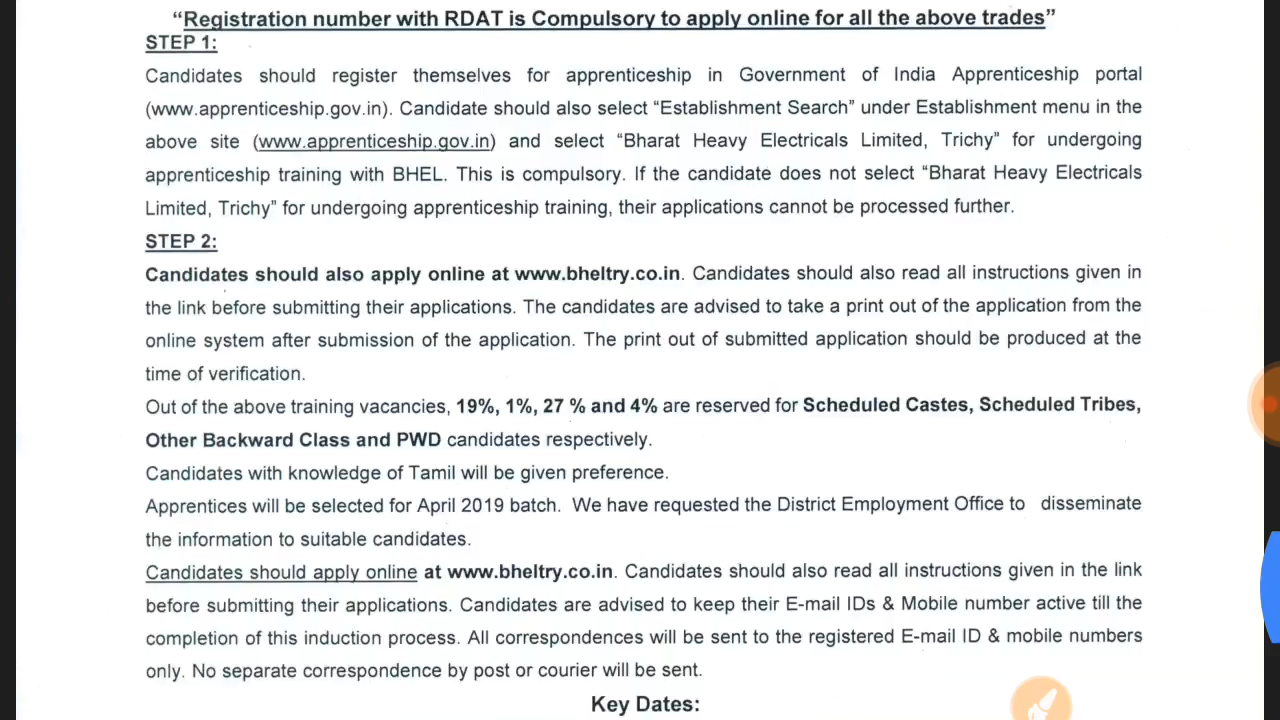 “Registration number with RDAT is Compulsory to apply online for all the above trades”
STEP 1:
Candidates should register themselves for apprenticeship in Government of India Apprenticeship portal
(www.apprenticeship.gov.in). Candidate should also select “Establishment Search” under Establishment menu in the
above site (www.apprenticeship.gov.in) and select “Bharat Heavy Electricals Limited, Trichy” for undergoing
apprenticeship training with BHEL. This is compulsory. If the candidate does not select “Bharat Heavy Electricals
Limited, Trichy” for undergoing apprenticeship training, their applications cannot be processed further.
STEP 2:
Candidates should also apply online at www.bheltry.co.in. Candidates should also read all instructions given in
the link before submitting their applications. The candidates are advised to take a print out of the application from the
online system after submission of the application. The print out of submitted application should be produced at the
time of verification.
Out of the above training vacancies, 19%, 1%, 27 % and 4% are reserved for Scheduled Castes, Scheduled Tribes,
Other Backward Class and PWD candidates respectively.
Candidates with knowledge of Tamil will be given preference.
Apprentices will be selected for April 2019 batch. We have requested the District Employment Office to disseminate
the information to suitable candidates.
Candidates should apply online at www.bheltry.co.in. Candidates should also read all instructions given in the link
before submitting their applications. Candidates are advised to keep their E-mail IDs & Mobile number active till the
completion of this induction process. All correspondences will be sent to the registered E-mail ID & mobile numbers
only. No separate correspondence by post or courier will be sent.
Key Dates: